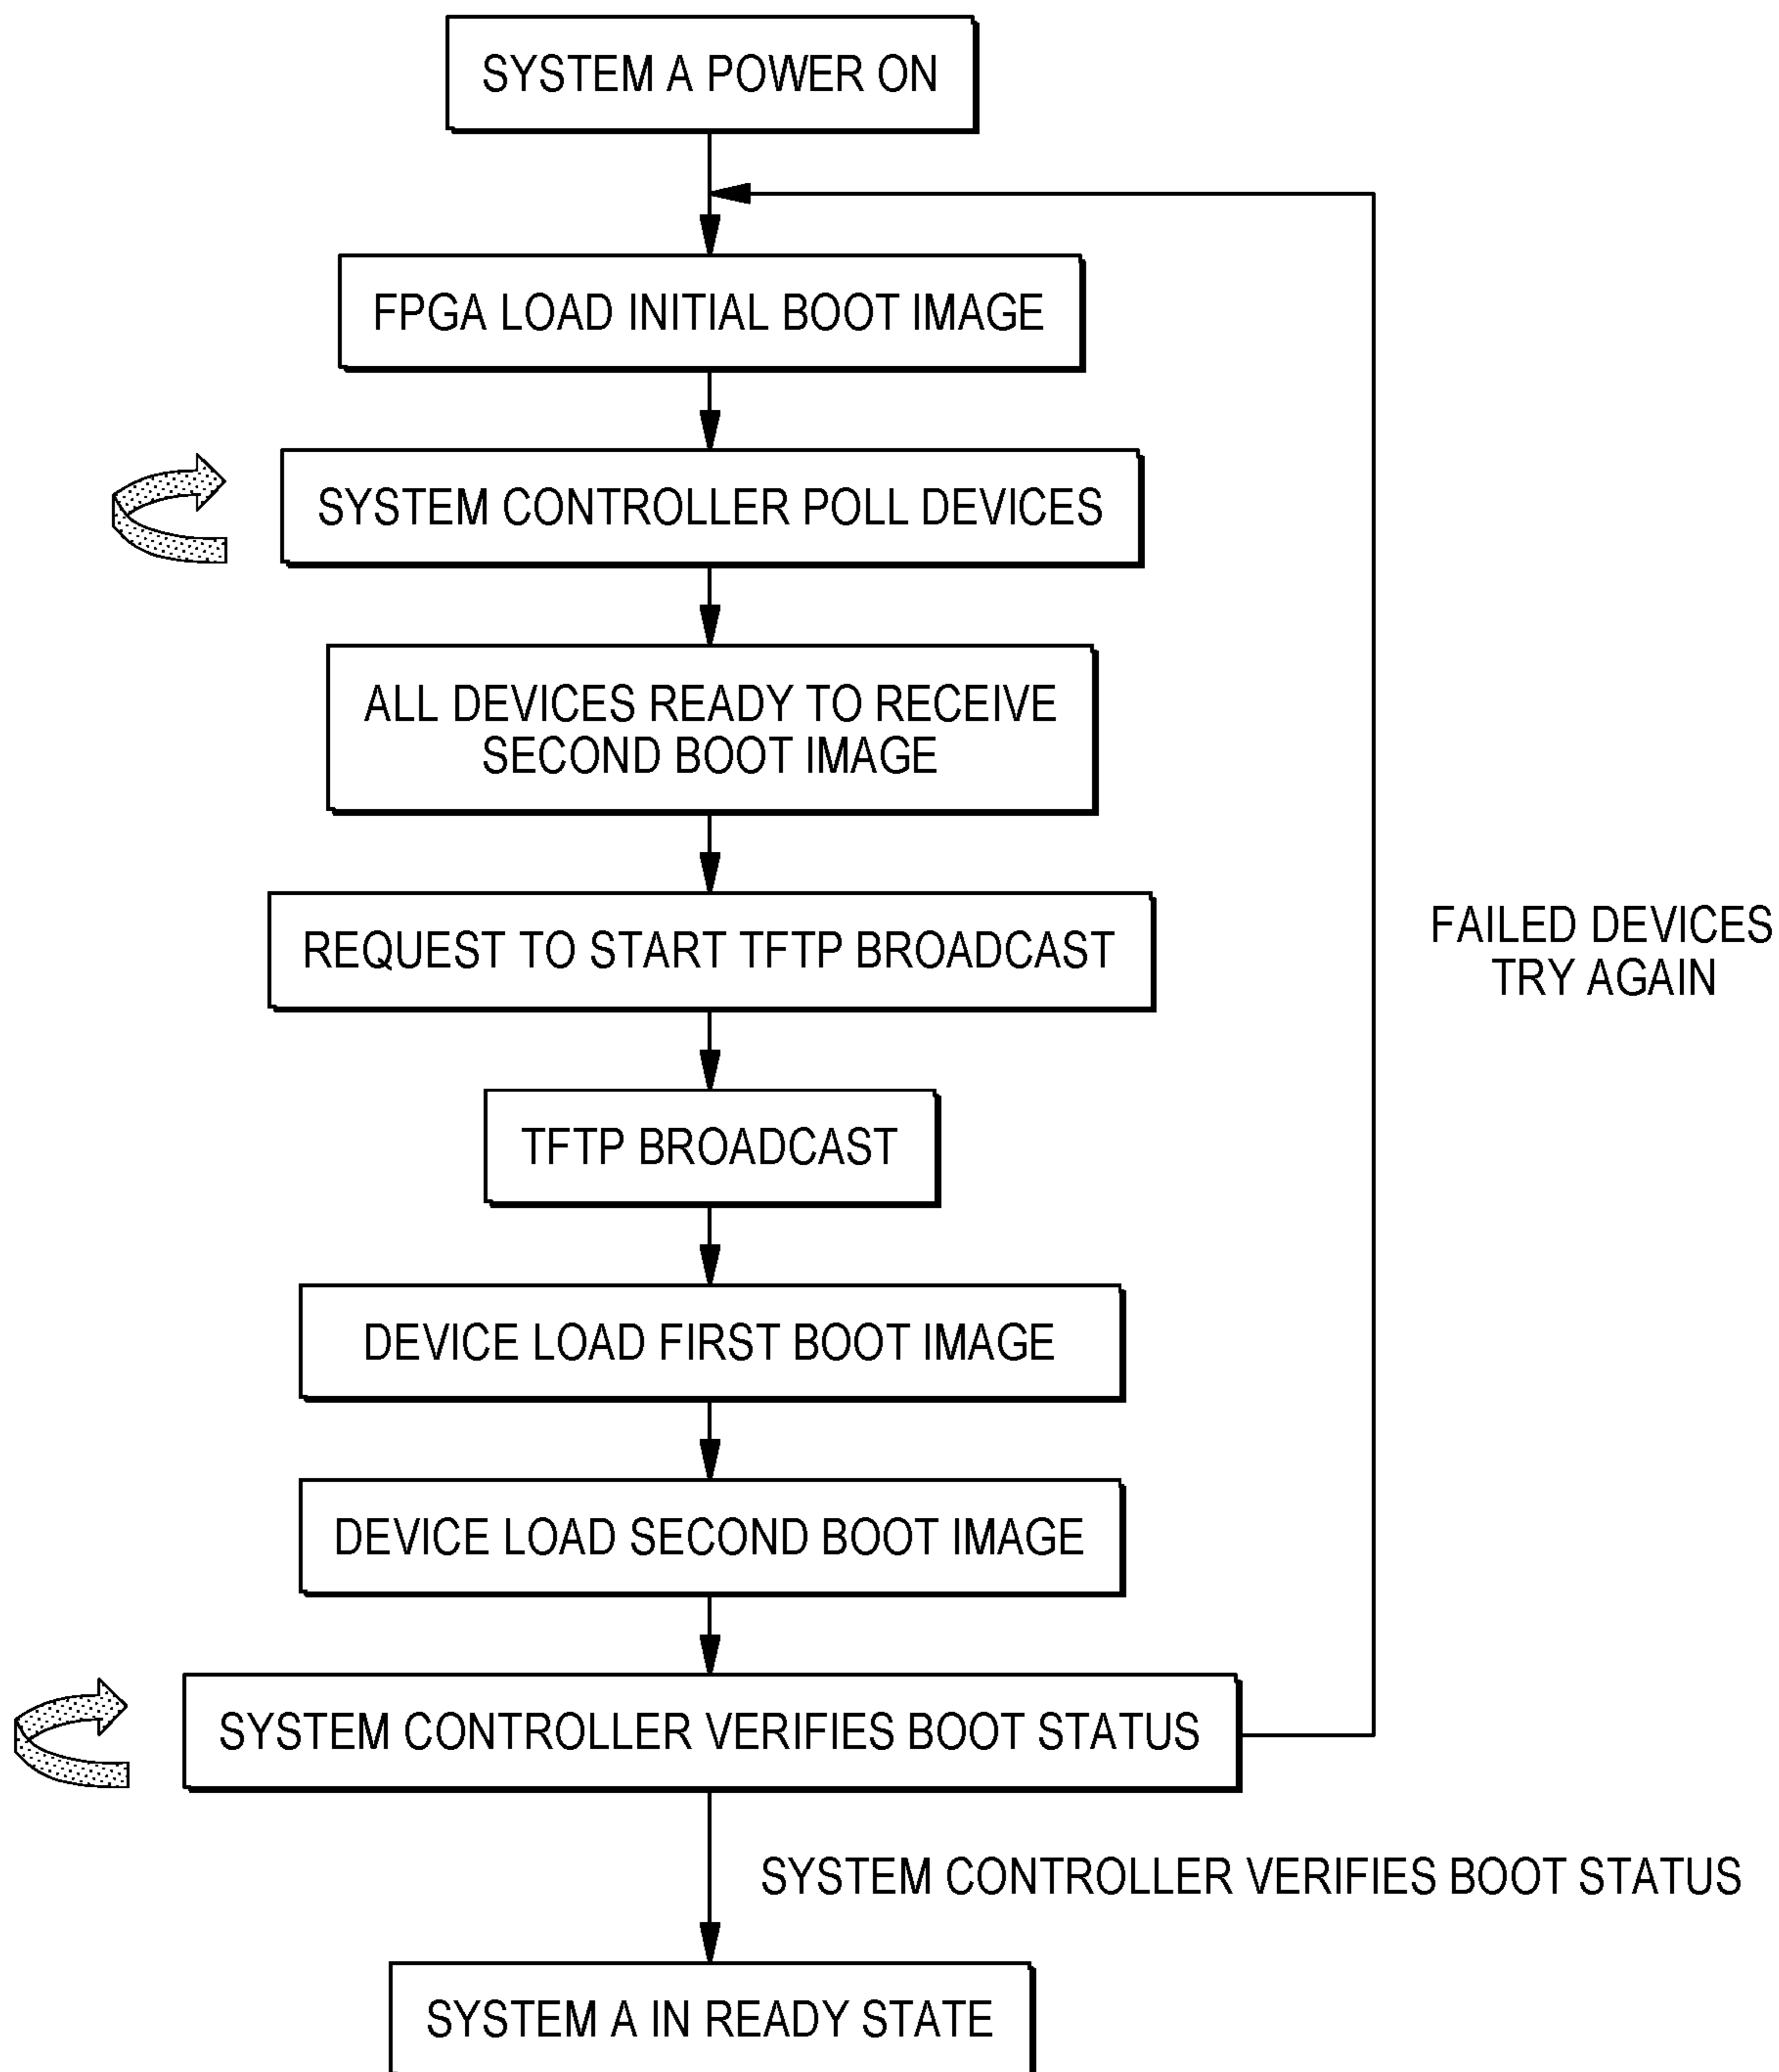 SYSTEM A POWER ON
FPGA LOAD INITIAL BOOT IMAGE
SYSTEM CONTROLLER POLL DEVICES
ALL DEVICES READY TO RECEIVE
SECOND BOOT IMAGE
REQUEST TO START TFTP BROADCAST
FAILED DEVICES
TRY AGAIN
TFTP BROADCAST
DEVICE LOAD FIRST BOOT IMAGE
DEVICE LOAD SECOND BOOT IMAGE
SYSTEM CONTROLLER VERIFIES BOOT STATUS
SYSTEM CONTROLLER VERIFIES BOOT STATUS
SYSTEM A IN READY STATE